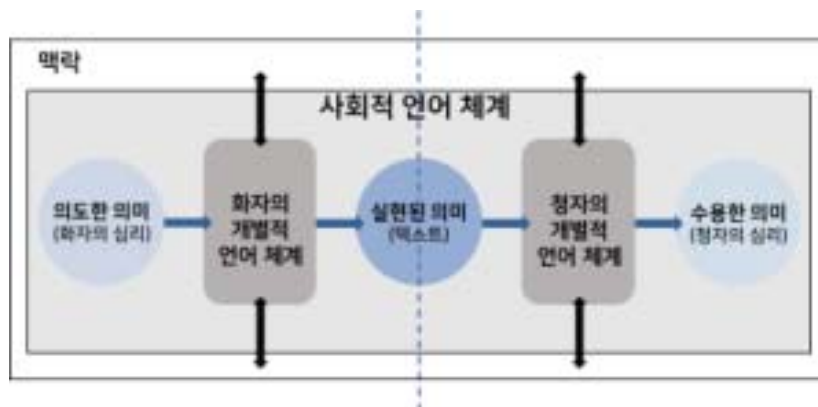 맥락
사회적 언어 체계
의도한 의미
(화자의 심리)
화자의
개별적
언어 체계
실현된 의미
(텍스트)
청자의
개별적
언어 체계
수용한 의미
(청자의 심리)